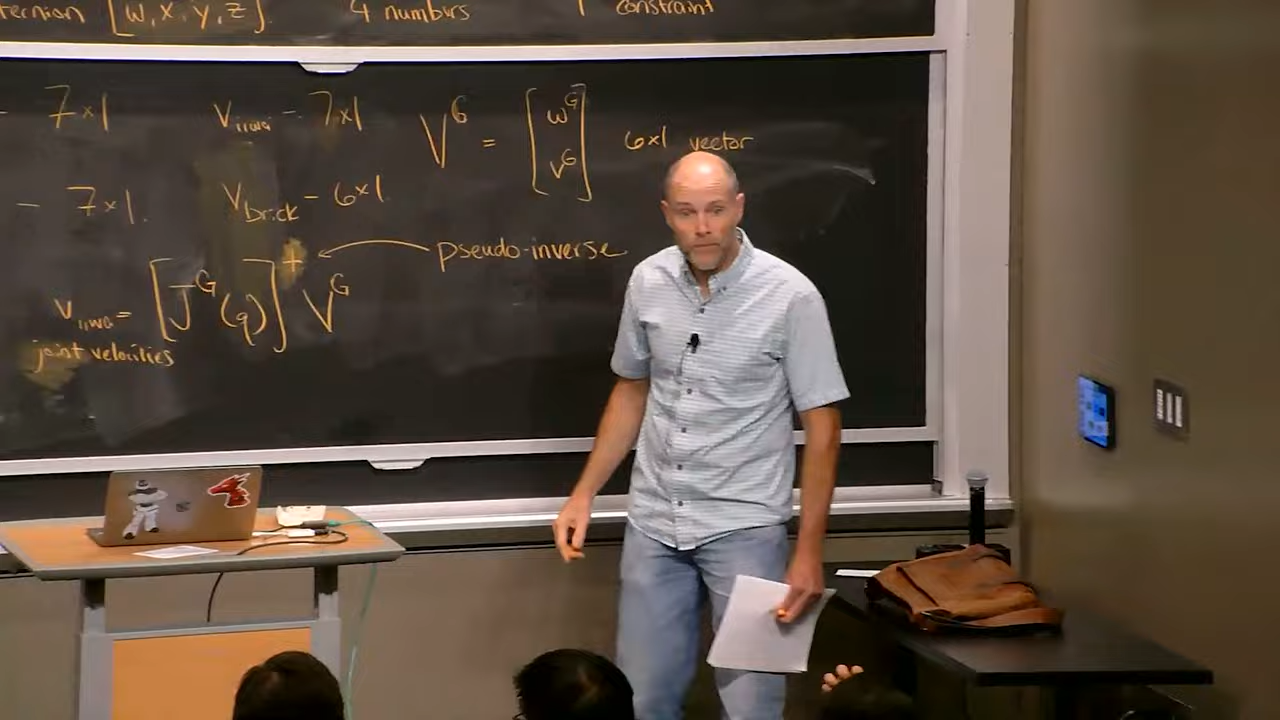 [w, x, y, z] 4 numbers 1 constraint
- 7×1 v_iiwa - 7×1 V^G = [ω^G v^G] 6×1 vector
- 7×1. v_brick - 6×1.
pseudo-inverse
v_iiwa = [J^G(q)]^+ V^G
joint velocities